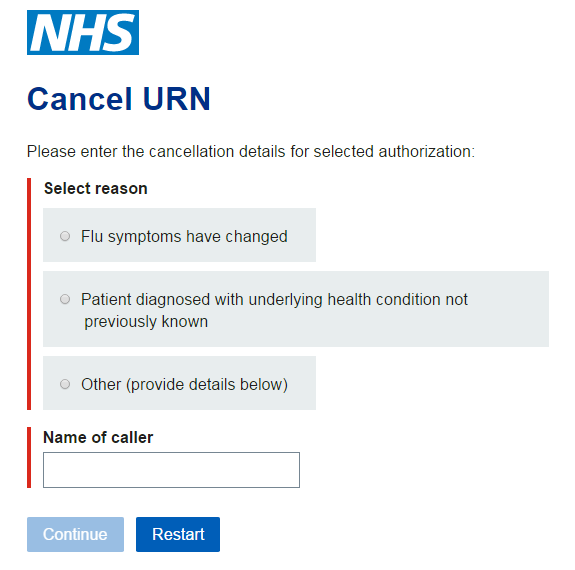 NHS
Cancel URN
Please enter the cancellation details for selected authorization:
Select reason
Flu symptoms have changed
Patient diagnosed with underlying health condition not
previously known
Other (provide details below)
Name of caller
Continue
Restart